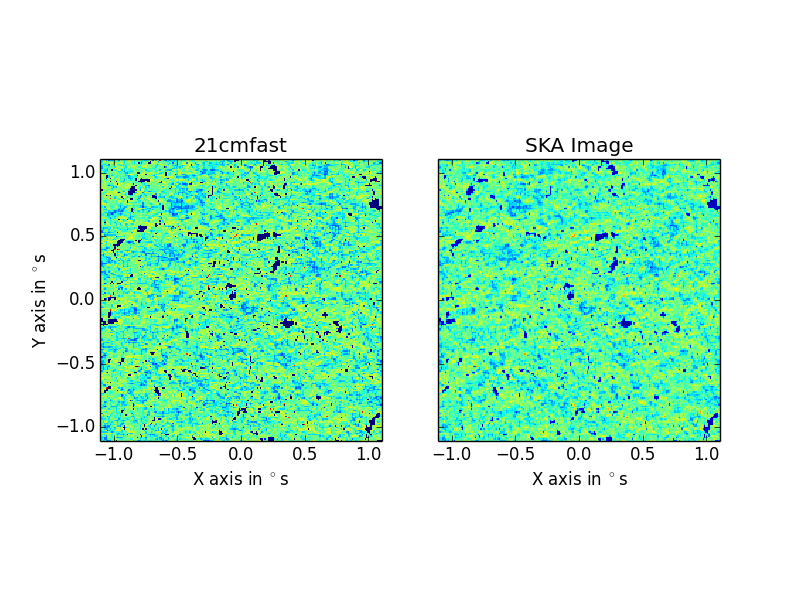 21cmfast
SKA Image
1.0
0.5
0.0
−0.5
−1.0
Y axis in °s
−1.0 −0.5 0.0 0.5 1.0
X axis in °s
−1.0 −0.5 0.0 0.5 1.0
X axis in °s